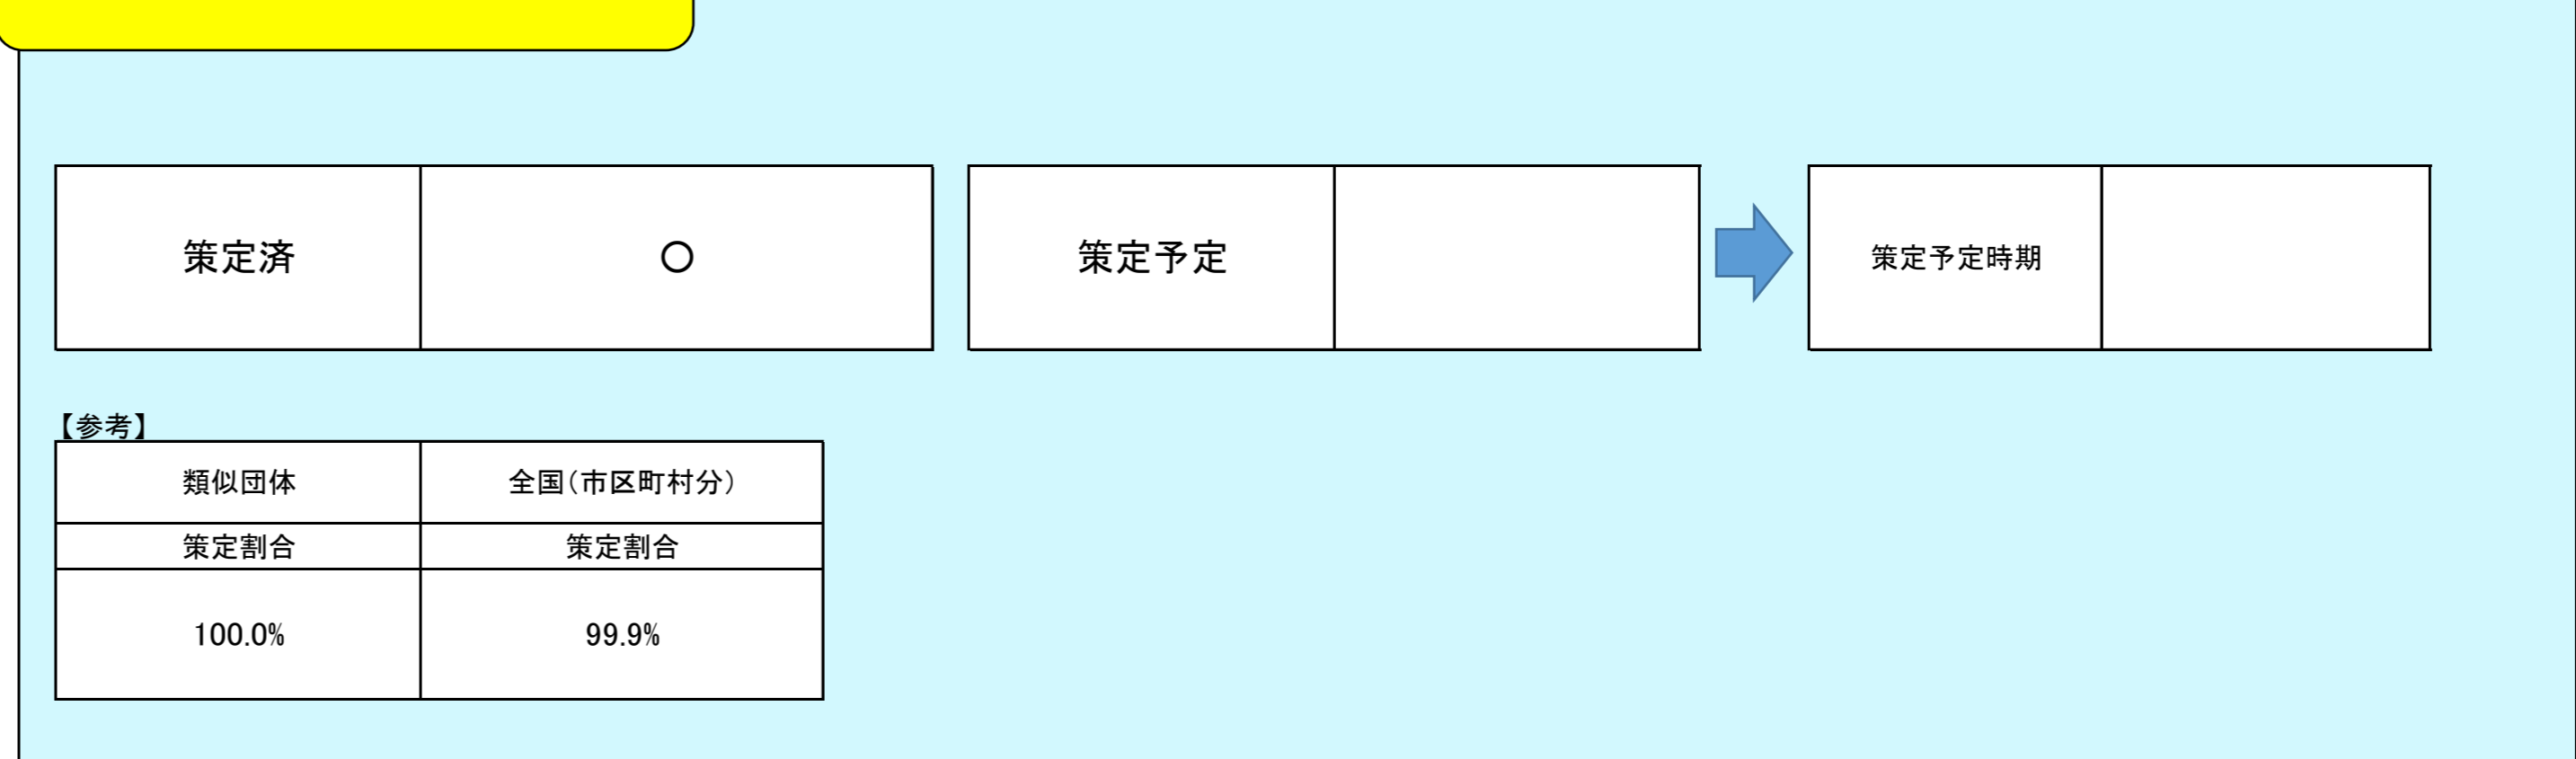 策定済 ○ 策定予定 策定予定時期
【参考】
類似団体 全国(市区町村分)
策定割合 策定割合
100.0% 99.9%